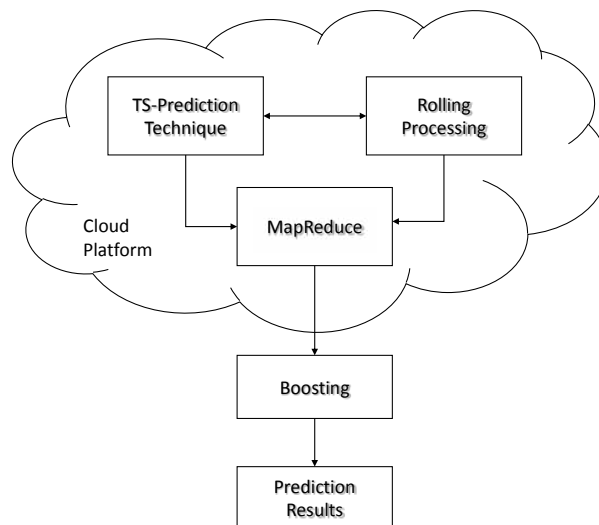 TS-Prediction
Technique
Rolling
Processing
MapReduce
Cloud
Platform
Boosting
Prediction
Results